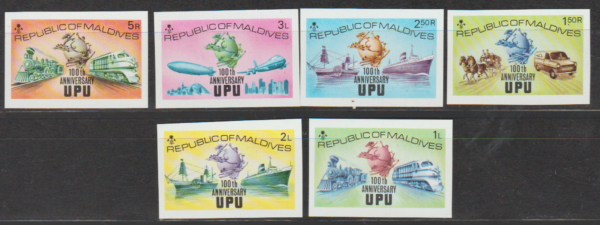 5R
REPUBLIC OF MALDIVES
100th
ANNIVERSARY
UPU
3L
REPUBLIC OF MALDIVES
100th
ANNIVERSARY
UPU
2.50R
REPUBLIC OF MALDIVES
100th
ANNIVERSARY
UPU
1.50R
REPUBLIC OF MALDIVES
100th
ANNIVERSARY
UPU
2L
REPUBLIC OF MALDIVES
100th
ANNIVERSARY
UPU
1L
REPUBLIC OF MALDIVES
100th
ANNIVERSARY
UPU